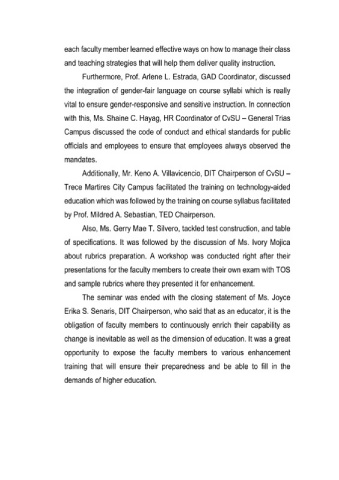 each faculty member learned effective ways on how to manage their class
and teaching strategies that will help them deliver quality instruction.
Furthermore, Prof. Arlene L. Estrada, GAD Coordinator, discussed
the integration of gender-fair language on course syllabi which is really
vital to ensure gender-responsive and sensitive instruction. In connection
with this, Ms. Shaine C. Hayag, HR Coordinator of CvSU – General Trias
Campus discussed the code of conduct and ethical standards for public
officials and employees to ensure that employees always observed the
mandates.
Additionally, Mr. Keno A. Villavicencio, DIT Chairperson of CvSU –
Trece Martires City Campus facilitated the training on technology-aided
education which was followed by the training on course syllabus facilitated
by Prof. Mildred A. Sebastian, TED Chairperson.
Also, Ms. Gerry Mae T. Silvero, tackled test construction, and table
of specifications. It was followed by the discussion of Ms. Ivory Mojica
about rubrics preparation. A workshop was conducted right after their
presentations for the faculty members to create their own exam with TOS
and sample rubrics where they presented it for enhancement.
The seminar was ended with the closing statement of Ms. Joyce
Erika S. Senaris, DIT Chairperson, who said that as an educator, it is the
obligation of faculty members to continuously enrich their capability as
change is inevitable as well as the dimension of education. It was a great
opportunity to expose the faculty members to various enhancement
training that will ensure their preparedness and be able to fill in the
demands of higher education.